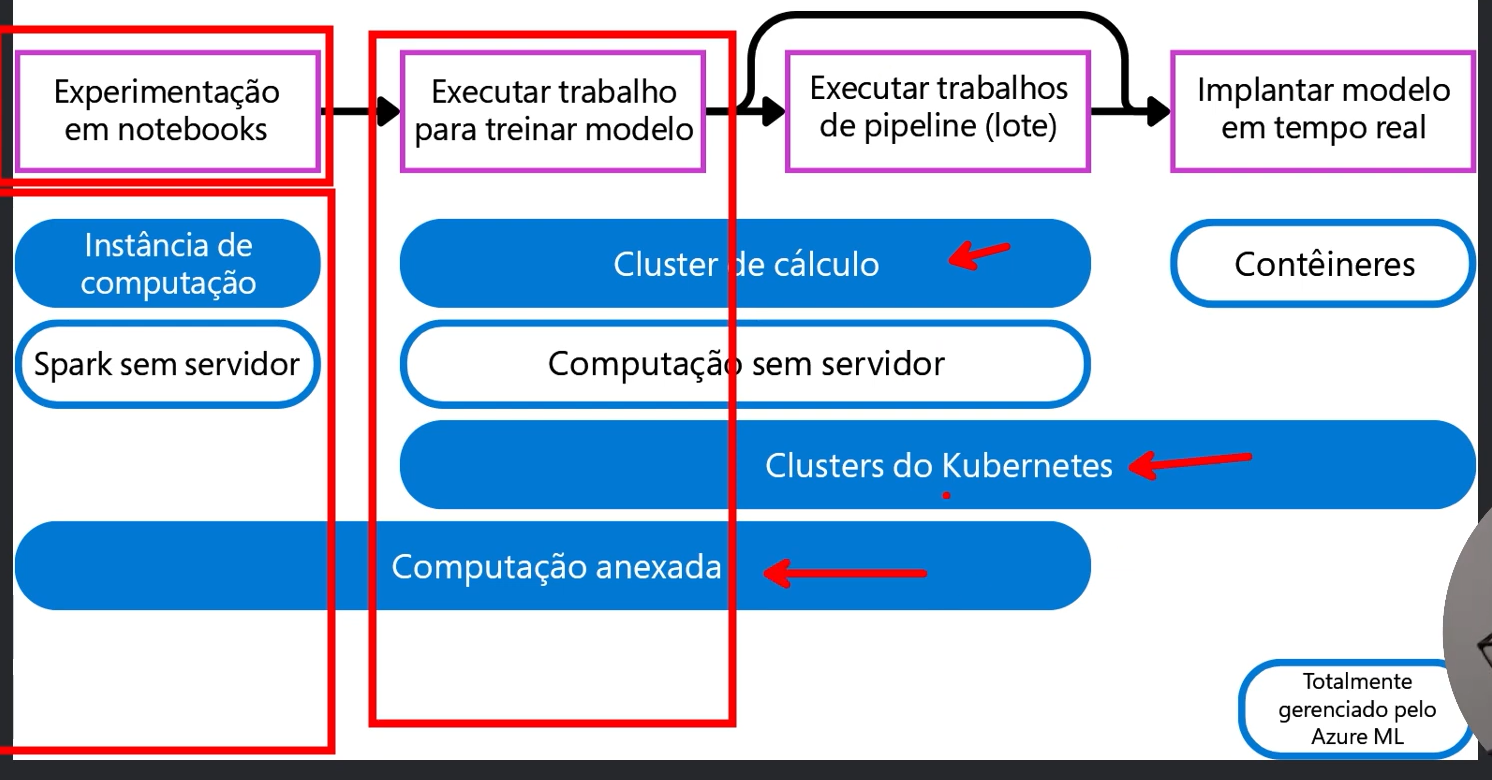 Experimentação
em notebooks
Executar trabalho
para treinar modelo
Executar trabalhos
de pipeline (lote)
Implantar modelo
em tempo real
Instância de
computação
Cluster de cálculo
Contêineres
Spark sem servidor
Computação sem servidor
Clusters do Kubernetes
Computação anexada
Totalmente
gerenciado pelo
Azure ML